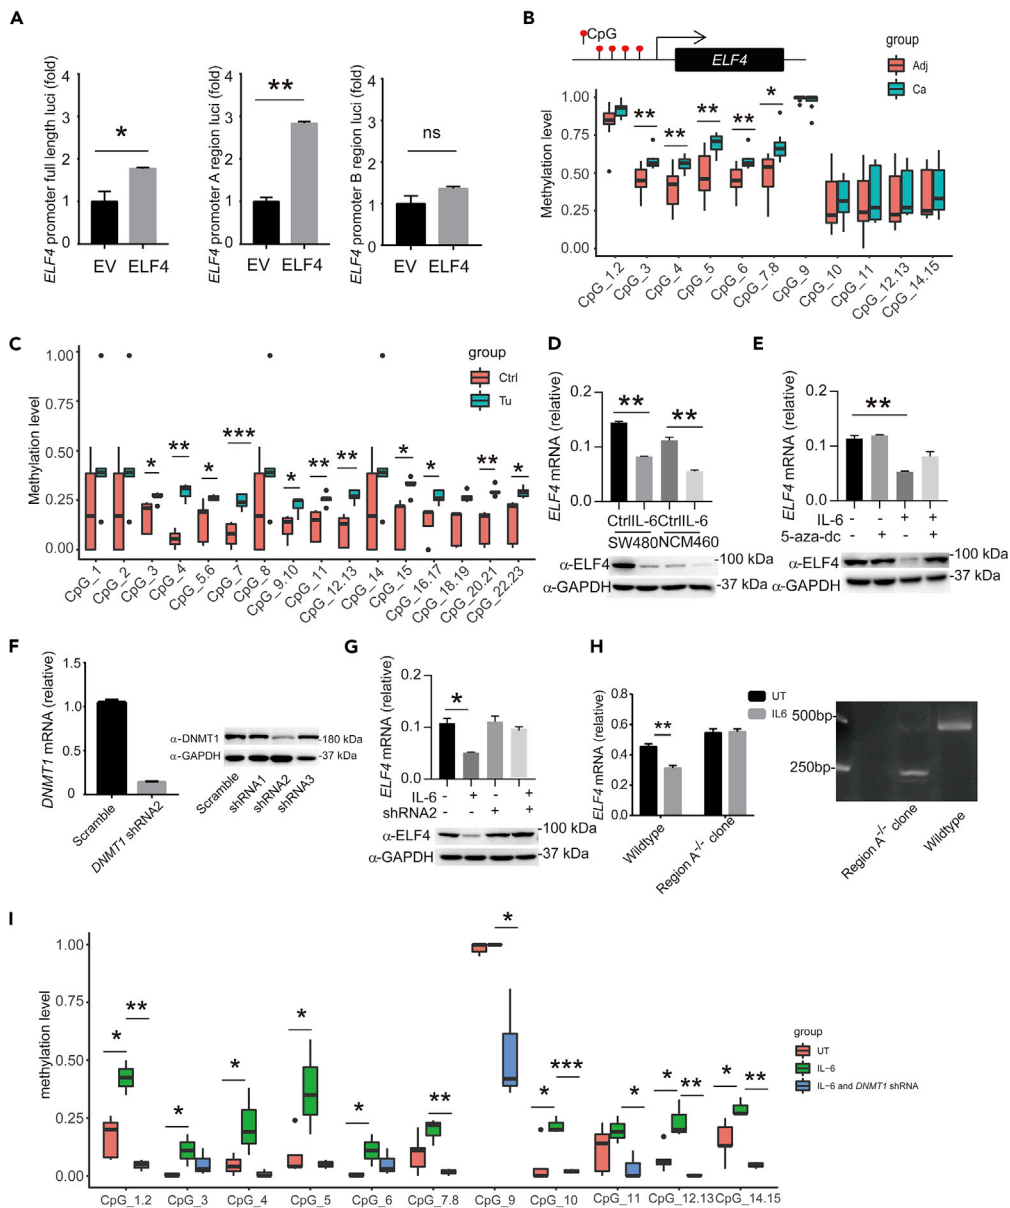 A
ELF4 promoter full length luci (fold)
4
3
2
1
0
*
EV ELF4
ELF4 promoter A region luci (fold)
4
3
2
1
0
**
EV ELF4
ELF4 promoter B region luci (fold)
4
3
2
1
0
ns
EV ELF4
B
CpG
ELF4
group
Adj
Ca
Methylation level
1.00
0.75
0.50
0.25
0.00
** ** ** ** *
CpG_1.2
CpG_3
CpG_4
CpG_5
CpG_6
CpG_7.8
CpG_9
CpG_10
CpG_11
CpG_12.13
CpG_14.15
C
Methylation level
1.00
0.75
0.50
0.25
0.00
group
Ctrl
Tu
* ** * *** * ** ** * * ** *
CpG_1
CpG_2
CpG_3
CpG_4
CpG_5.6
CpG_7
CpG_8
CpG_9.10
CpG_11
CpG_12.13
CpG_14
CpG_15
CpG_16.17
CpG_18.19
CpG_20.21
CpG_22.23
D
ELF4 mRNA (relative)
0.2
0.1
0.0
** **
CtrlIL-6 CtrlIL-6
SW480 NCM460
α-ELF4 -100 kDa
α-GAPDH -37 kDa
E
ELF4 mRNA (relative)
0.2
0.1
0.0
**
IL-6 - - + +
5-aza-dc - + - +
α-ELF4 -100 kDa
α-GAPDH -37 kDa
F
DNMT1 mRNA (relative)
1.5
1.0
0.5
0
Scramble
DNMT1 shRNA2
α-DNMT1 -180 kDa
α-GAPDH -37 kDa
Scramble
shRNA1
shRNA2
shRNA3
G
ELF4 mRNA (relative)
0.2
0.1
0.0
*
IL-6 - + - +
shRNA2 - - + +
α-ELF4 -100 kDa
α-GAPDH -37 kDa
H
ELF4 mRNA (relative)
0.8
0.6
0.4
0.2
0.0
**
UT
IL6
Wildtype
Region A-/- clone
500bp-
250bp-
Region A-/- clone
Wildtype
I
methylation level
1.00
0.75
0.50
0.25
0.00
* ** * * * * ** * * *** * * ** * **
CpG_1.2 CpG_3 CpG_4 CpG_5 CpG_6 CpG_7.8 CpG_9 CpG_10 CpG_11 CpG_12.13 CpG_14.15
group
UT
IL-6
IL-6 and DNMT1 shRNA